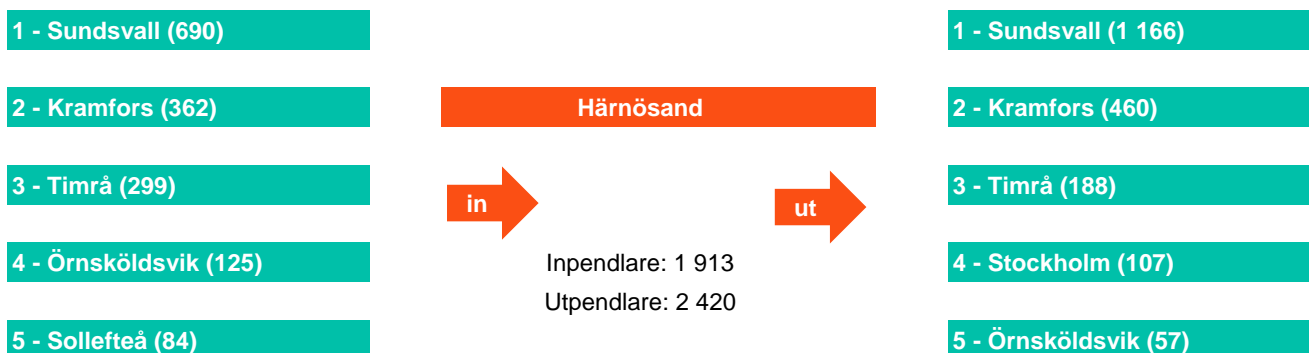 1 - Sundsvall (690)
2 - Kramfors (362)
3 - Timrå (299)
4 - Örnsköldsvik (125)
5 - Sollefteå (84)
Härnösand
in
ut
Inpendlare: 1 913
Utpendlare: 2 420
1 - Sundsvall (1 166)
2 - Kramfors (460)
3 - Timrå (188)
4 - Stockholm (107)
5 - Örnsköldsvik (57)